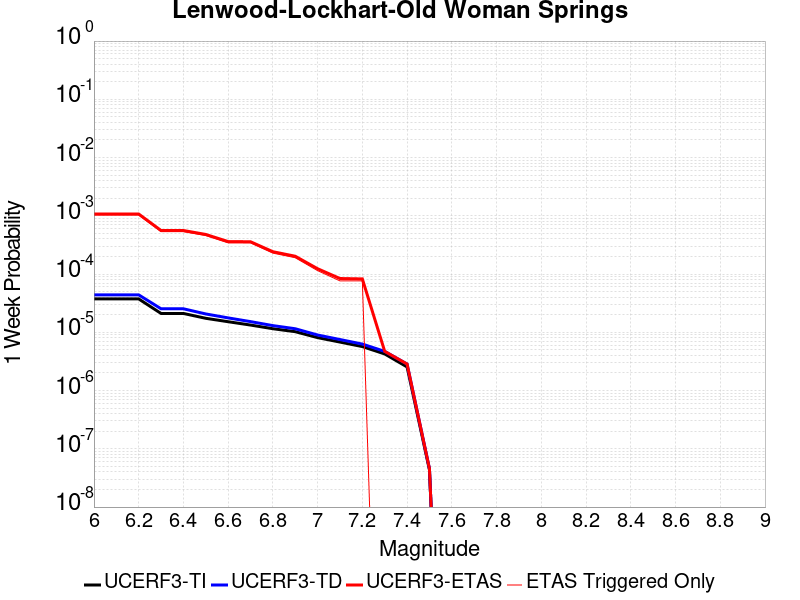 Lenwood-Lockhart-Old Woman Springs
10^0
10^-1
10^-2
10^-3
10^-4
10^-5
10^-6
10^-7
10^-8
1 Week Probability
6 6.2 6.4 6.6 6.8 7 7.2 7.4 7.6 7.8 8 8.2 8.4 8.6 8.8 9
Magnitude
UCERF3-TI UCERF3-TD UCERF3-ETAS ETAS Triggered Only